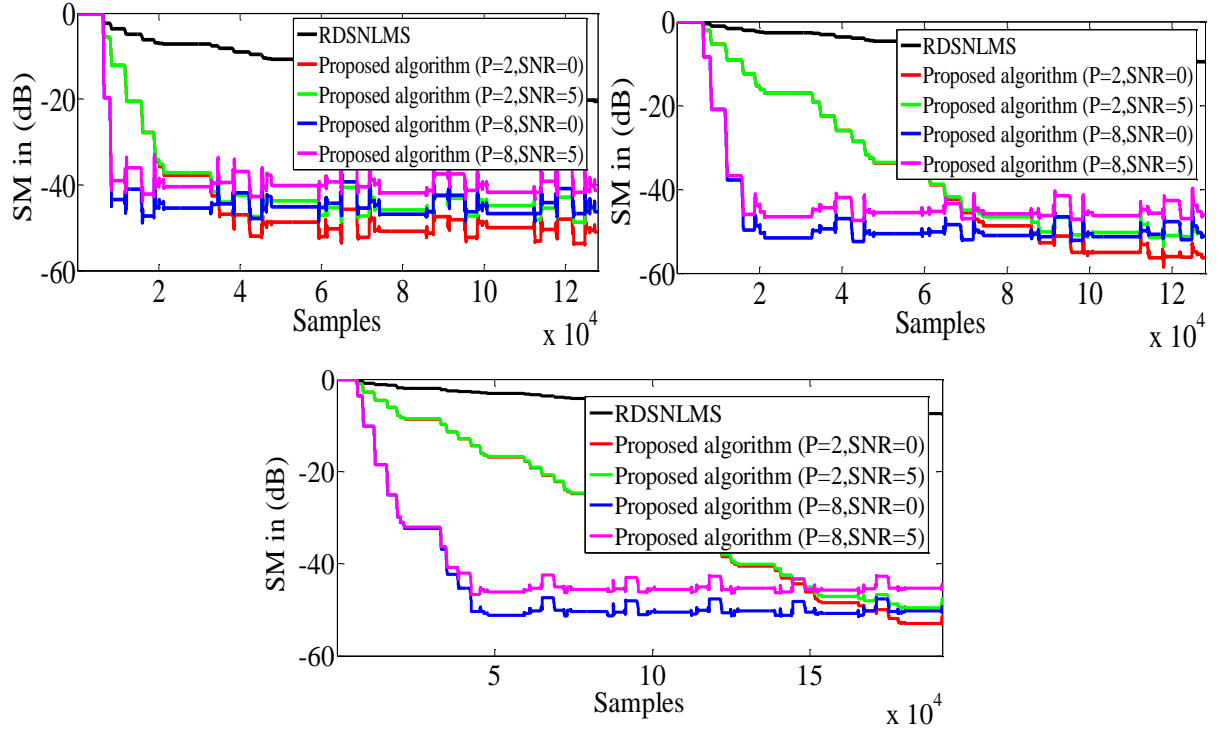 0
-20
-40
-60
SM in (dB)
RDSNLMS
Proposed algorithm (P=2,SNR=0)
Proposed algorithm (P=2,SNR=5)
Proposed algorithm (P=8,SNR=0)
Proposed algorithm (P=8,SNR=5)
2 4 6 8 10 12
Samples
x 10^4
0
-20
-40
-60
SM in (dB)
RDSNLMS
Proposed algorithm (P=2,SNR=0)
Proposed algorithm (P=2,SNR=5)
Proposed algorithm (P=8,SNR=0)
Proposed algorithm (P=8,SNR=5)
2 4 6 8 10 12
Samples
x 10^4
0
-20
-40
-60
SM in (dB)
RDSNLMS
Proposed algorithm (P=2,SNR=0)
Proposed algorithm (P=2,SNR=5)
Proposed algorithm (P=8,SNR=0)
Proposed algorithm (P=8,SNR=5)
5 10 15
Samples
x 10^4